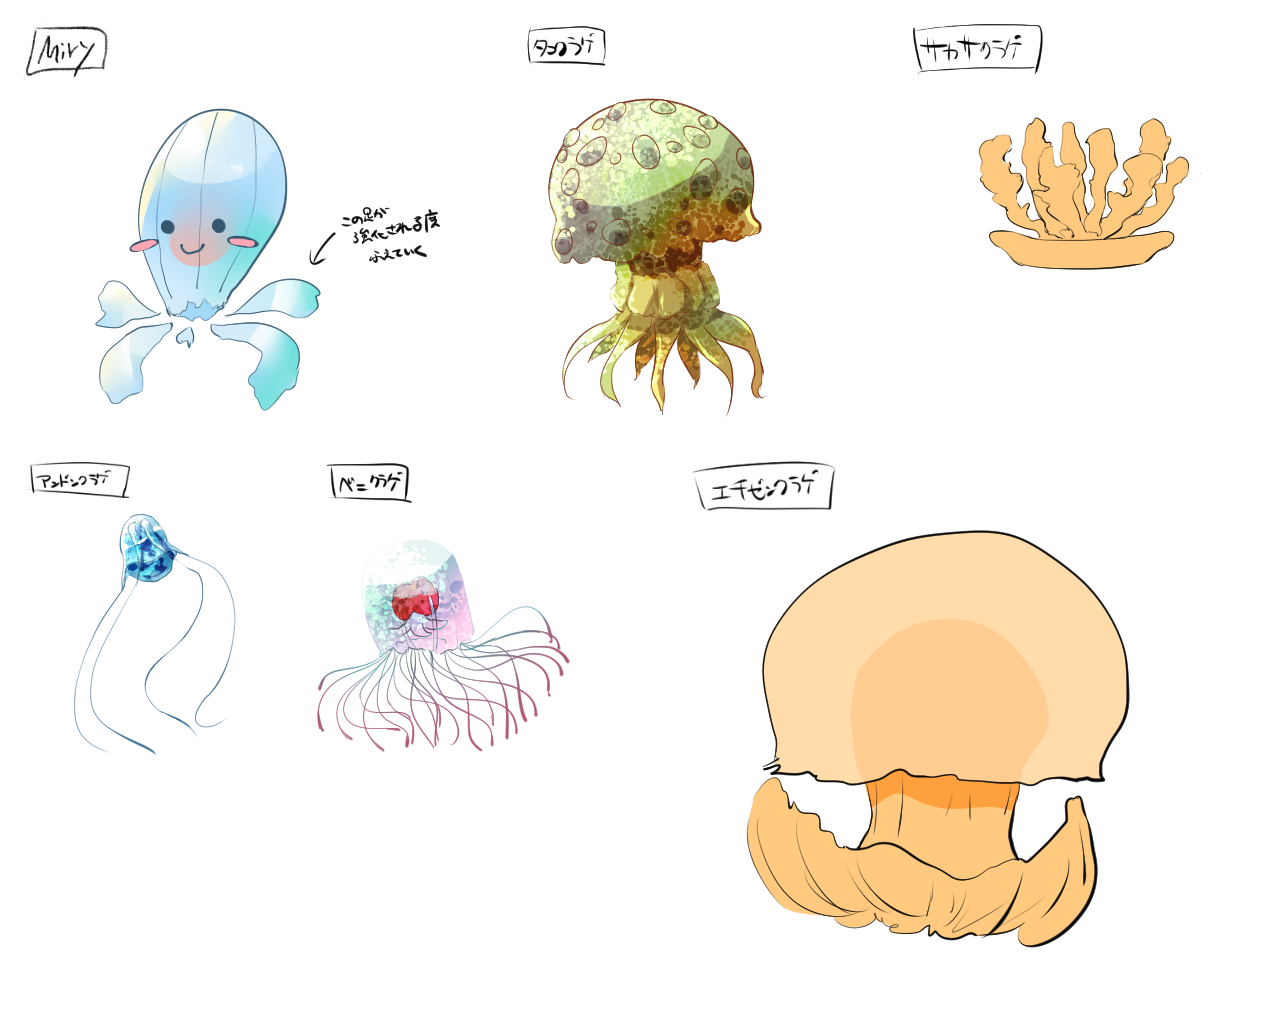 Miry
タコクラゲ
サカサクラゲ
この足が
強化される度
ふえていく
アンドンクラゲ
ベニクラゲ
エチゼンクラゲ